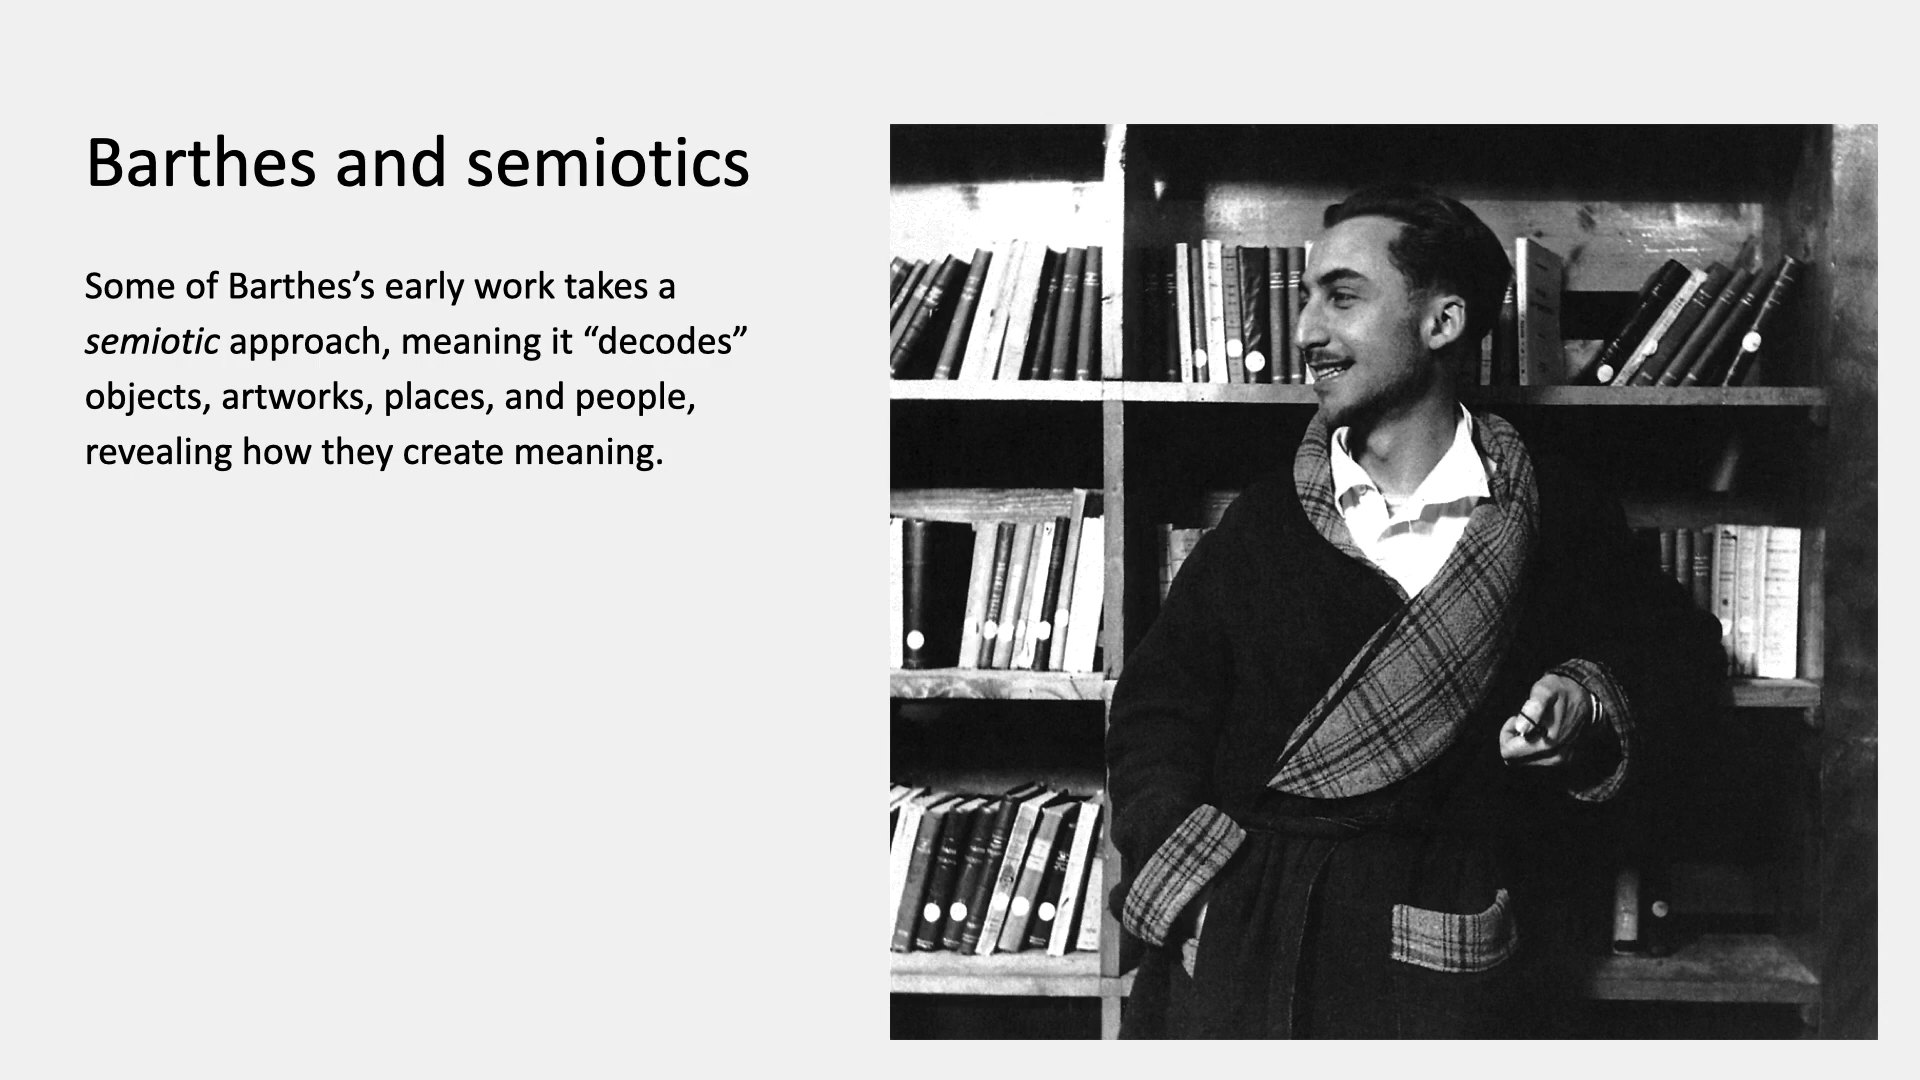 Barthes and semiotics
Some of Barthes’s early work takes a
semiotic approach, meaning it “decodes”
objects, artworks, places, and people,
revealing how they create meaning.